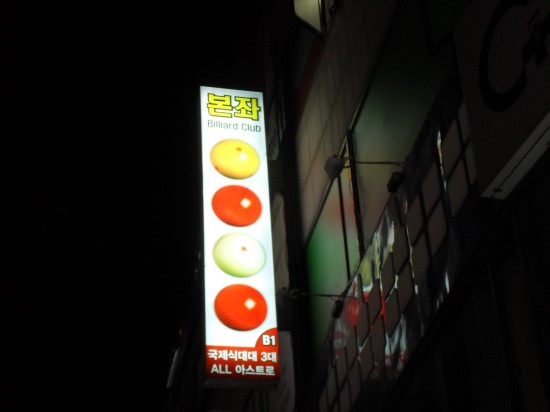 본좌
Billiard Club
B1
국제식대대 3대
ALL 아스트로